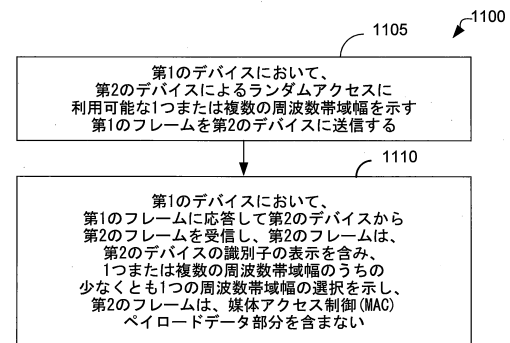 1100
1105
第1のデバイスにおいて、
第2のデバイスによるランダムアクセスに
利用可能な1つまたは複数の周波数帯域幅を示す
第1のフレームを第2のデバイスに送信する
1110
第1のデバイスにおいて、
第1のフレームに応答して第2のデバイスから
第2のフレームを受信し、第2のフレームは、
第2のデバイスの識別子の表示を含み、
1つまたは複数の周波数帯域幅のうちの
少なくとも1つの周波数帯域幅の選択を示し、
第2のフレームは、媒体アクセス制御(MAC)
ペイロードデータ部分を含まない